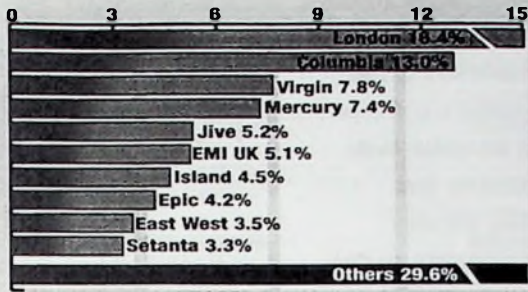 0 3 6 9 12 15
London 16.4%
Columbia 13.0%
Virgin 7.8%
Mercury 7.4%
Jive 5.2%
EMI UK 5.1%
Island 4.5%
Epic 4.2%
East West 3.5%
Setanta 3.3%
Others 29.6%